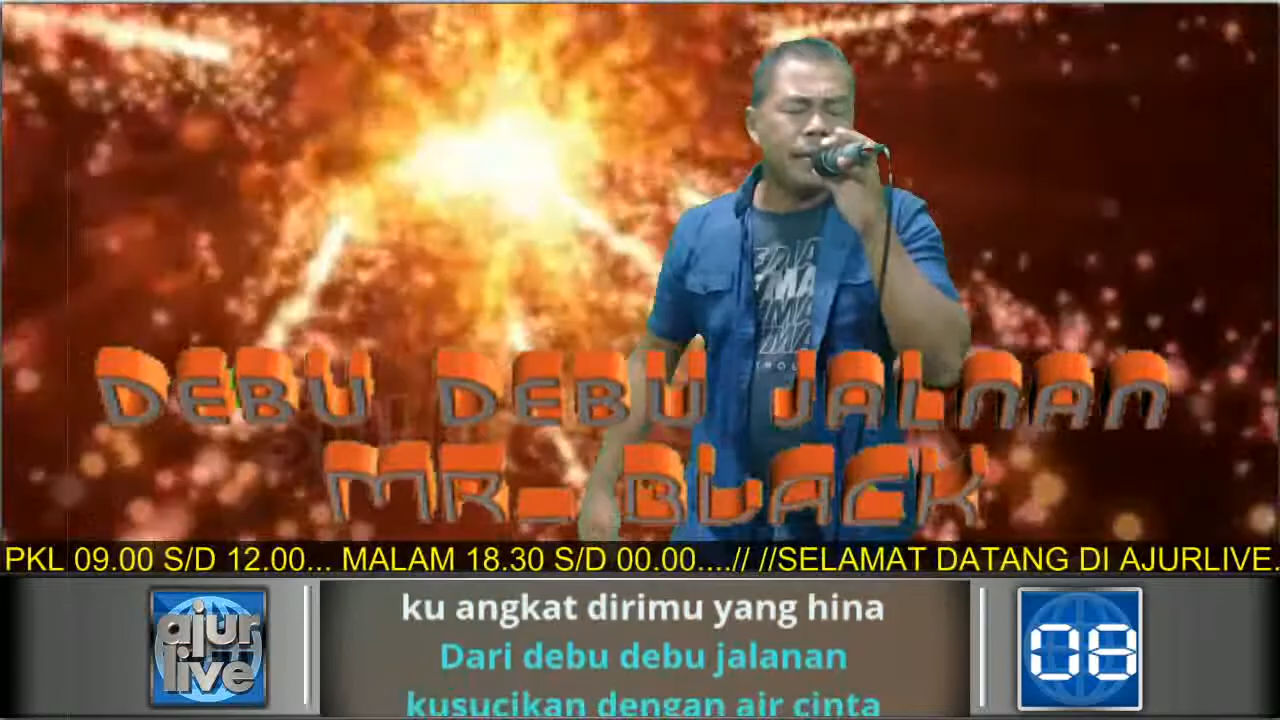 DEBU DEBU JALNAN
MR_ BLACK
PKL 09.00 S/D 12.00... MALAM 18.30 S/D 00.00....// //SELAMAT DATANG DI AJURLIVE.
ajur
live
ku angkat dirimu yang hina
Dari debu debu jalanan
kusucikan dengan air cinta
08